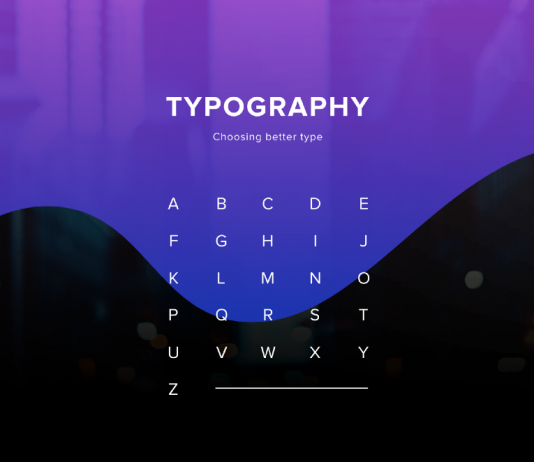 TYPOGRAPHY
Choosing better type
A B C D E
F G H I J
K L M N O
P Q R S T
U V W X Y
Z